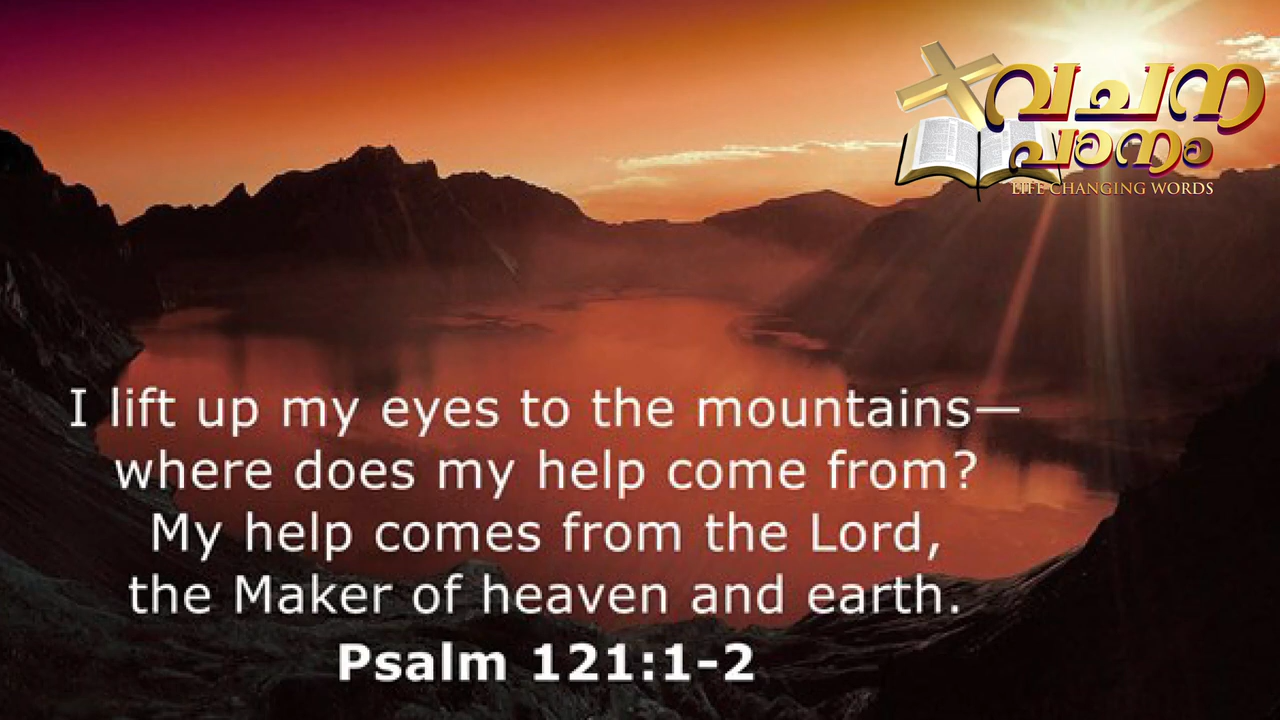 വചന
പഠനം
LIFE CHANGING WORDS
I lift up my eyes to the mountains—
where does my help come from?
My help comes from the Lord,
the Maker of heaven and earth.
Psalm 121:1-2